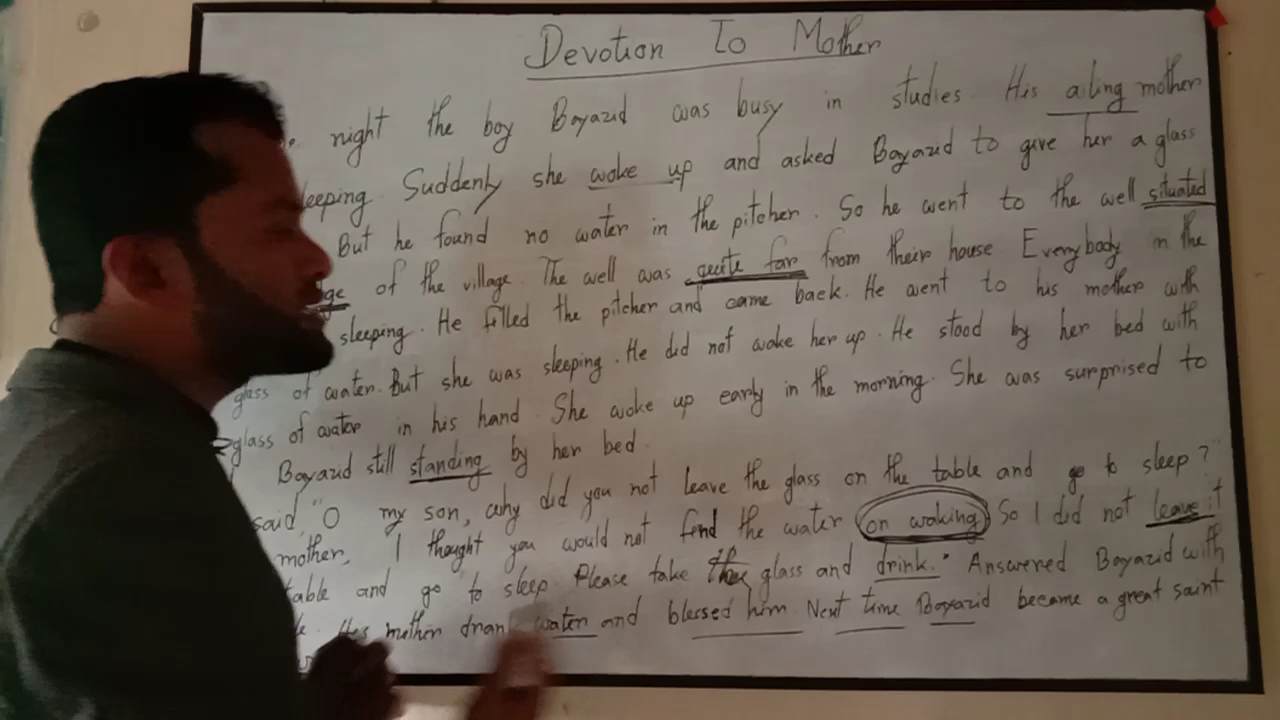 Devotion To Mother
night the boy Bayazid was busy in studies. His ailing mother
leeping. Suddenly she woke up and asked Bayazid to give her a glass
But he found no water in the pitcher. So he went to the well situated
ge of the village. The well was quite far from their house. Everybody in the
sleeping. He filled the pitcher and came back. He went to his mother with
glass of water. But she was sleeping. He did not wake her up. He stood by her bed with
glass of water in his hand. She woke up early in the morning. She was surprised to
Bayazid still standing by her bed.
said "O my son, why did you not leave the glass on the table and go to sleep?"
mother, I thought you would not find the water on waking. So I did not leave it
table and go to sleep. Please take the glass and drink." Answered Bayazid with
His mother drank water and blessed him. Next time Bayazid became a great saint